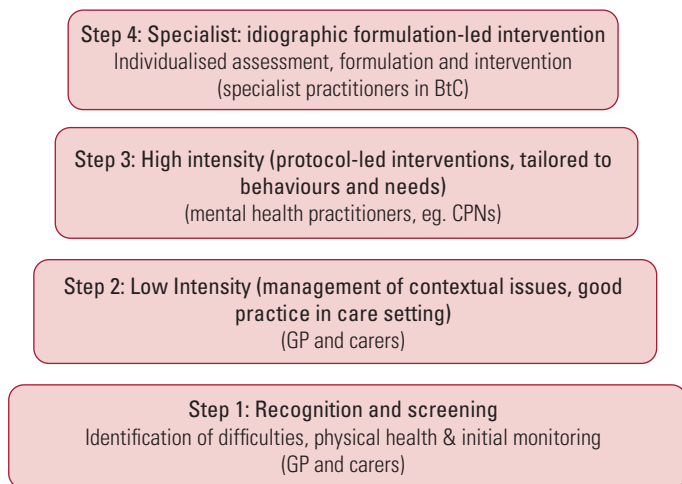 Step 4: Specialist: idiographic formulation-led intervention
Individualised assessment, formulation and intervention
(specialist practitioners in BtC)
Step 3: High intensity (protocol-led interventions, tailored to
behaviours and needs)
(mental health practitioners, eg. CPNs)
Step 2: Low Intensity (management of contextual issues, good
practice in care setting)
(GP and carers)
Step 1: Recognition and screening
Identification of difficulties, physical health & initial monitoring
(GP and carers)